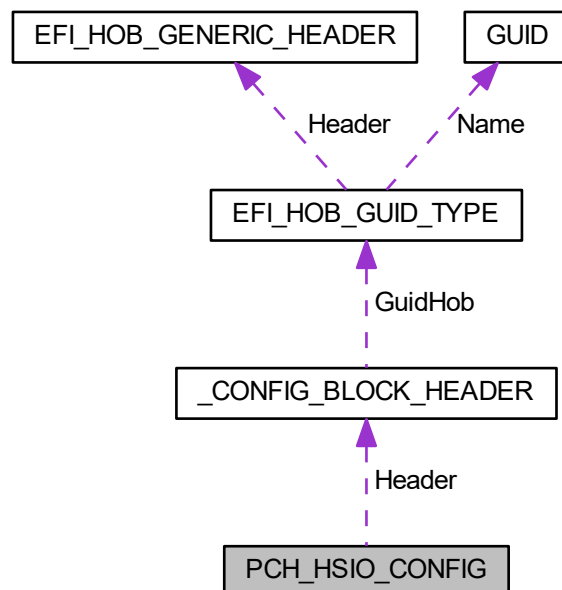 EFI_HOB_GENERIC_HEADER
GUID
Header
Name
EFI_HOB_GUID_TYPE
GuidHob
_CONFIG_BLOCK_HEADER
Header
PCH_HSIO_CONFIG